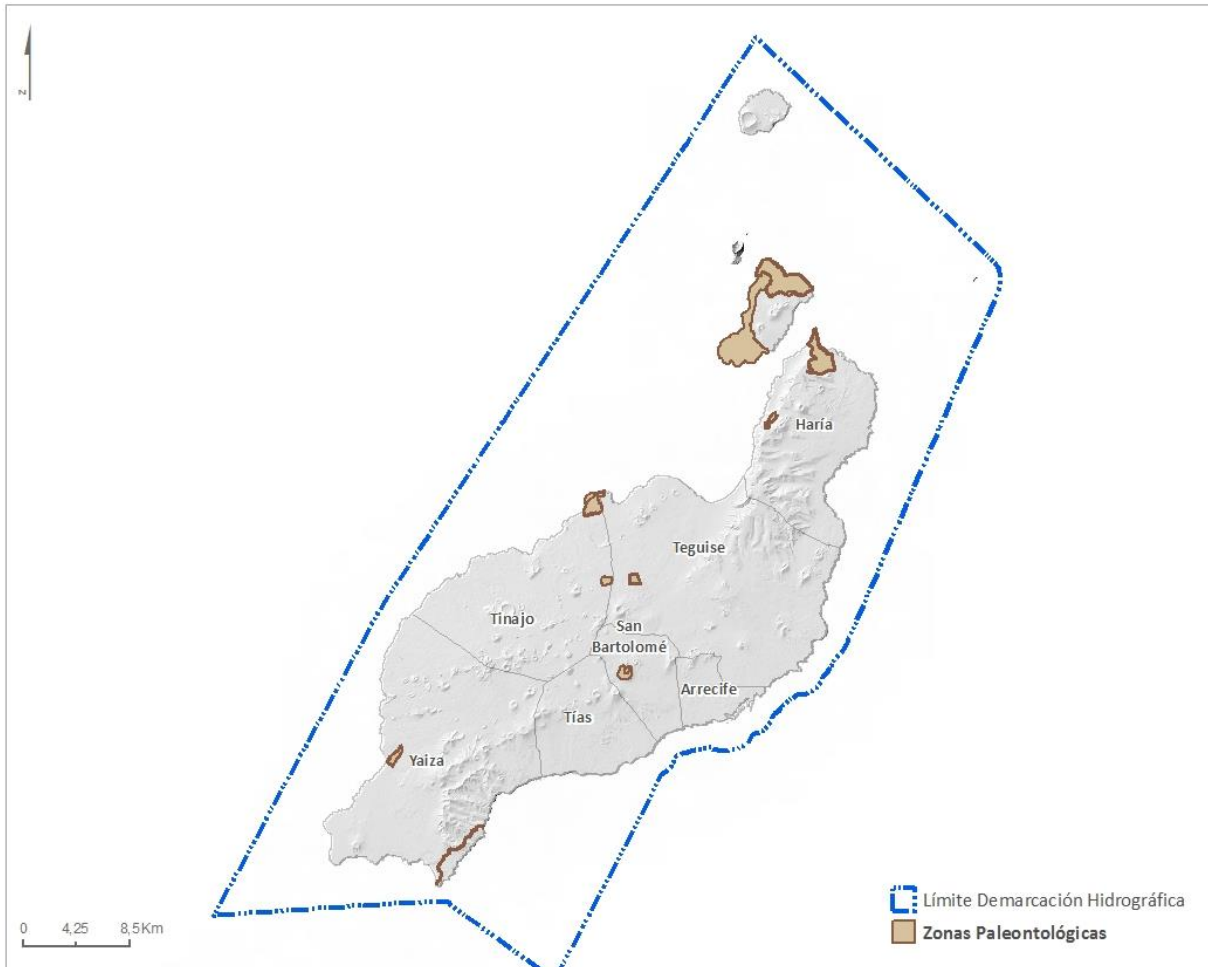 N
Haría
Teguise
Tinajo
San
Bartolomé
Arrecife
Tías
Yaiza
Límite Demarcación Hidrográfica
Zonas Paleontológicas
0 4,25 8,5Km